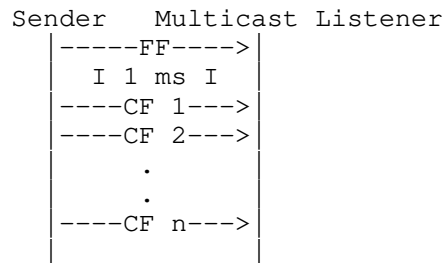 Sender   Multicast Listener
|-----FF---->|
| I 1 ms I |
|----CF 1--->|
|----CF 2--->|
| . |
| . |
|----CF n--->|
| |